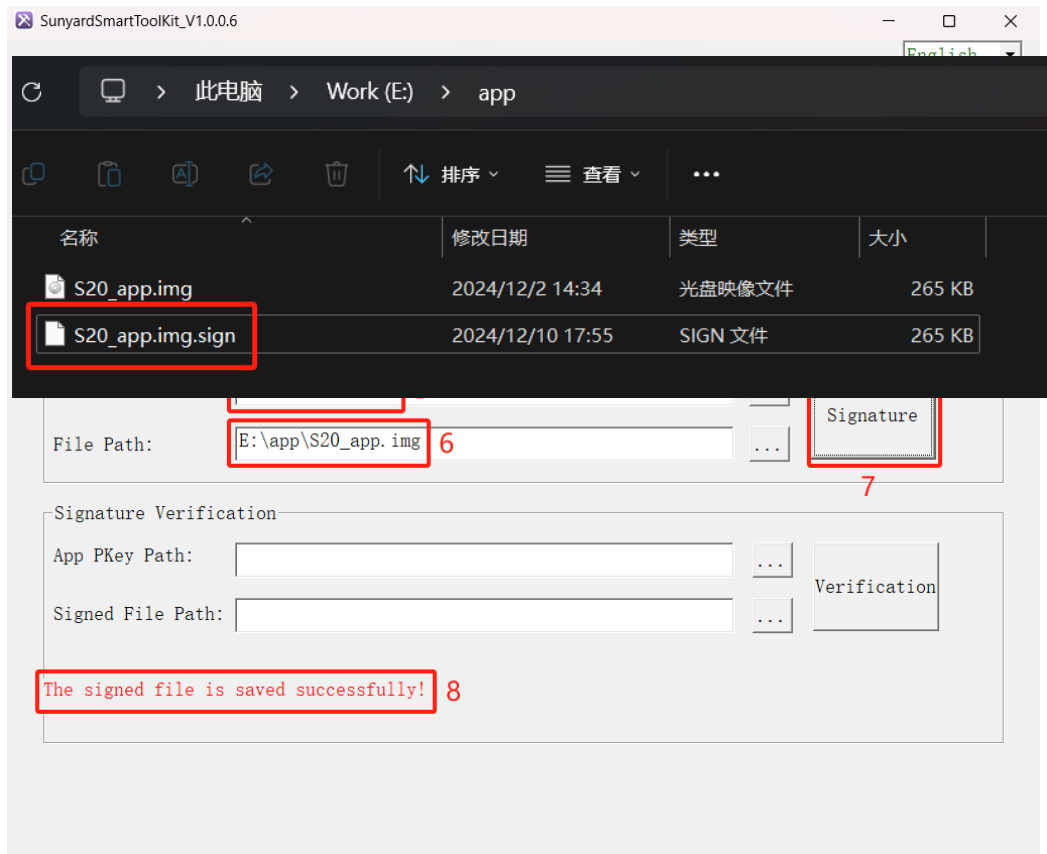 SunyardSmartToolKit_V1.0.0.6
English
此电脑 > Work (E:) > app
排序 查看
名称 修改日期 类型 大小
S20_app.img 2024/12/2 14:34 光盘映像文件 265 KB
S20_app.img.sign 2024/12/10 17:55 SIGN 文件 265 KB
Signature
File Path: E:\app\S20_app.img ... 6
7
Signature Verification
App PKey Path: ...
Verification
Signed File Path: ...
The signed file is saved successfully! 8